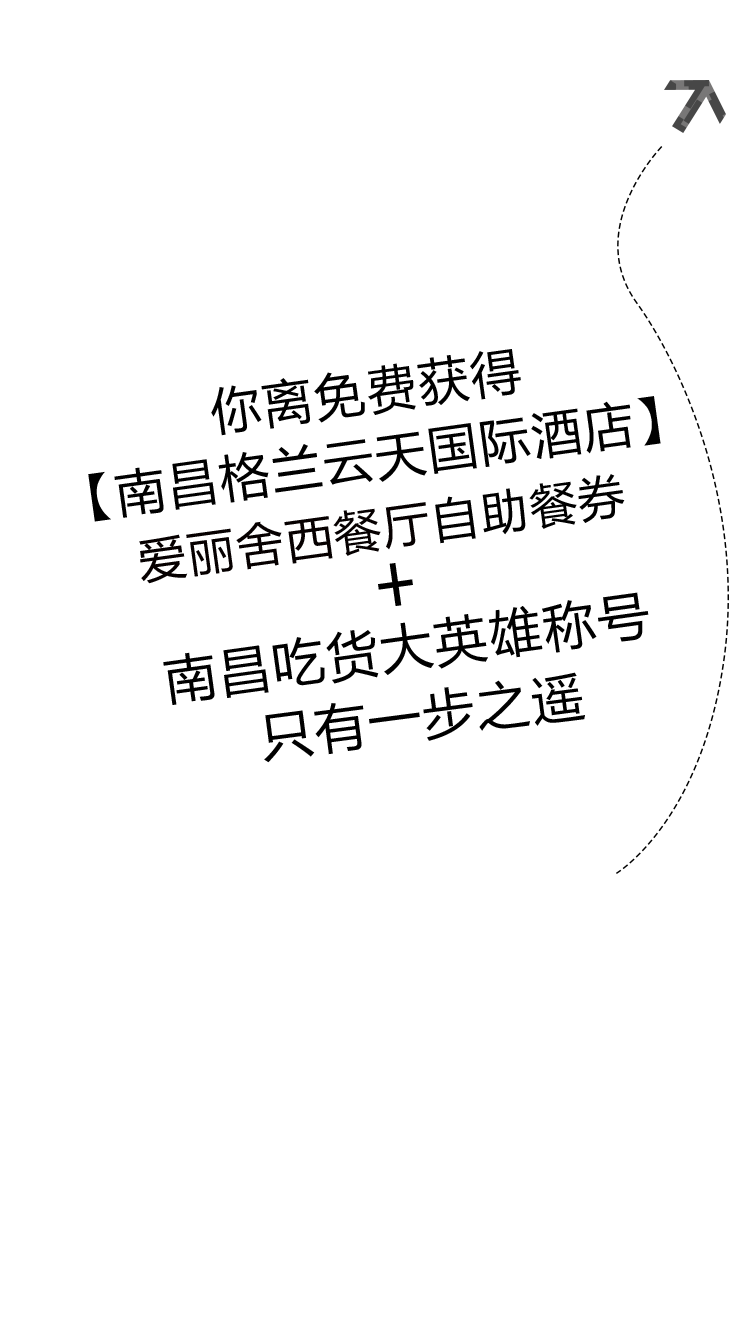 你离免费获得
【南昌格兰云天国际酒店】
爱丽舍西餐厅自助餐券
+
南昌吃货大英雄称号
只有一步之遥